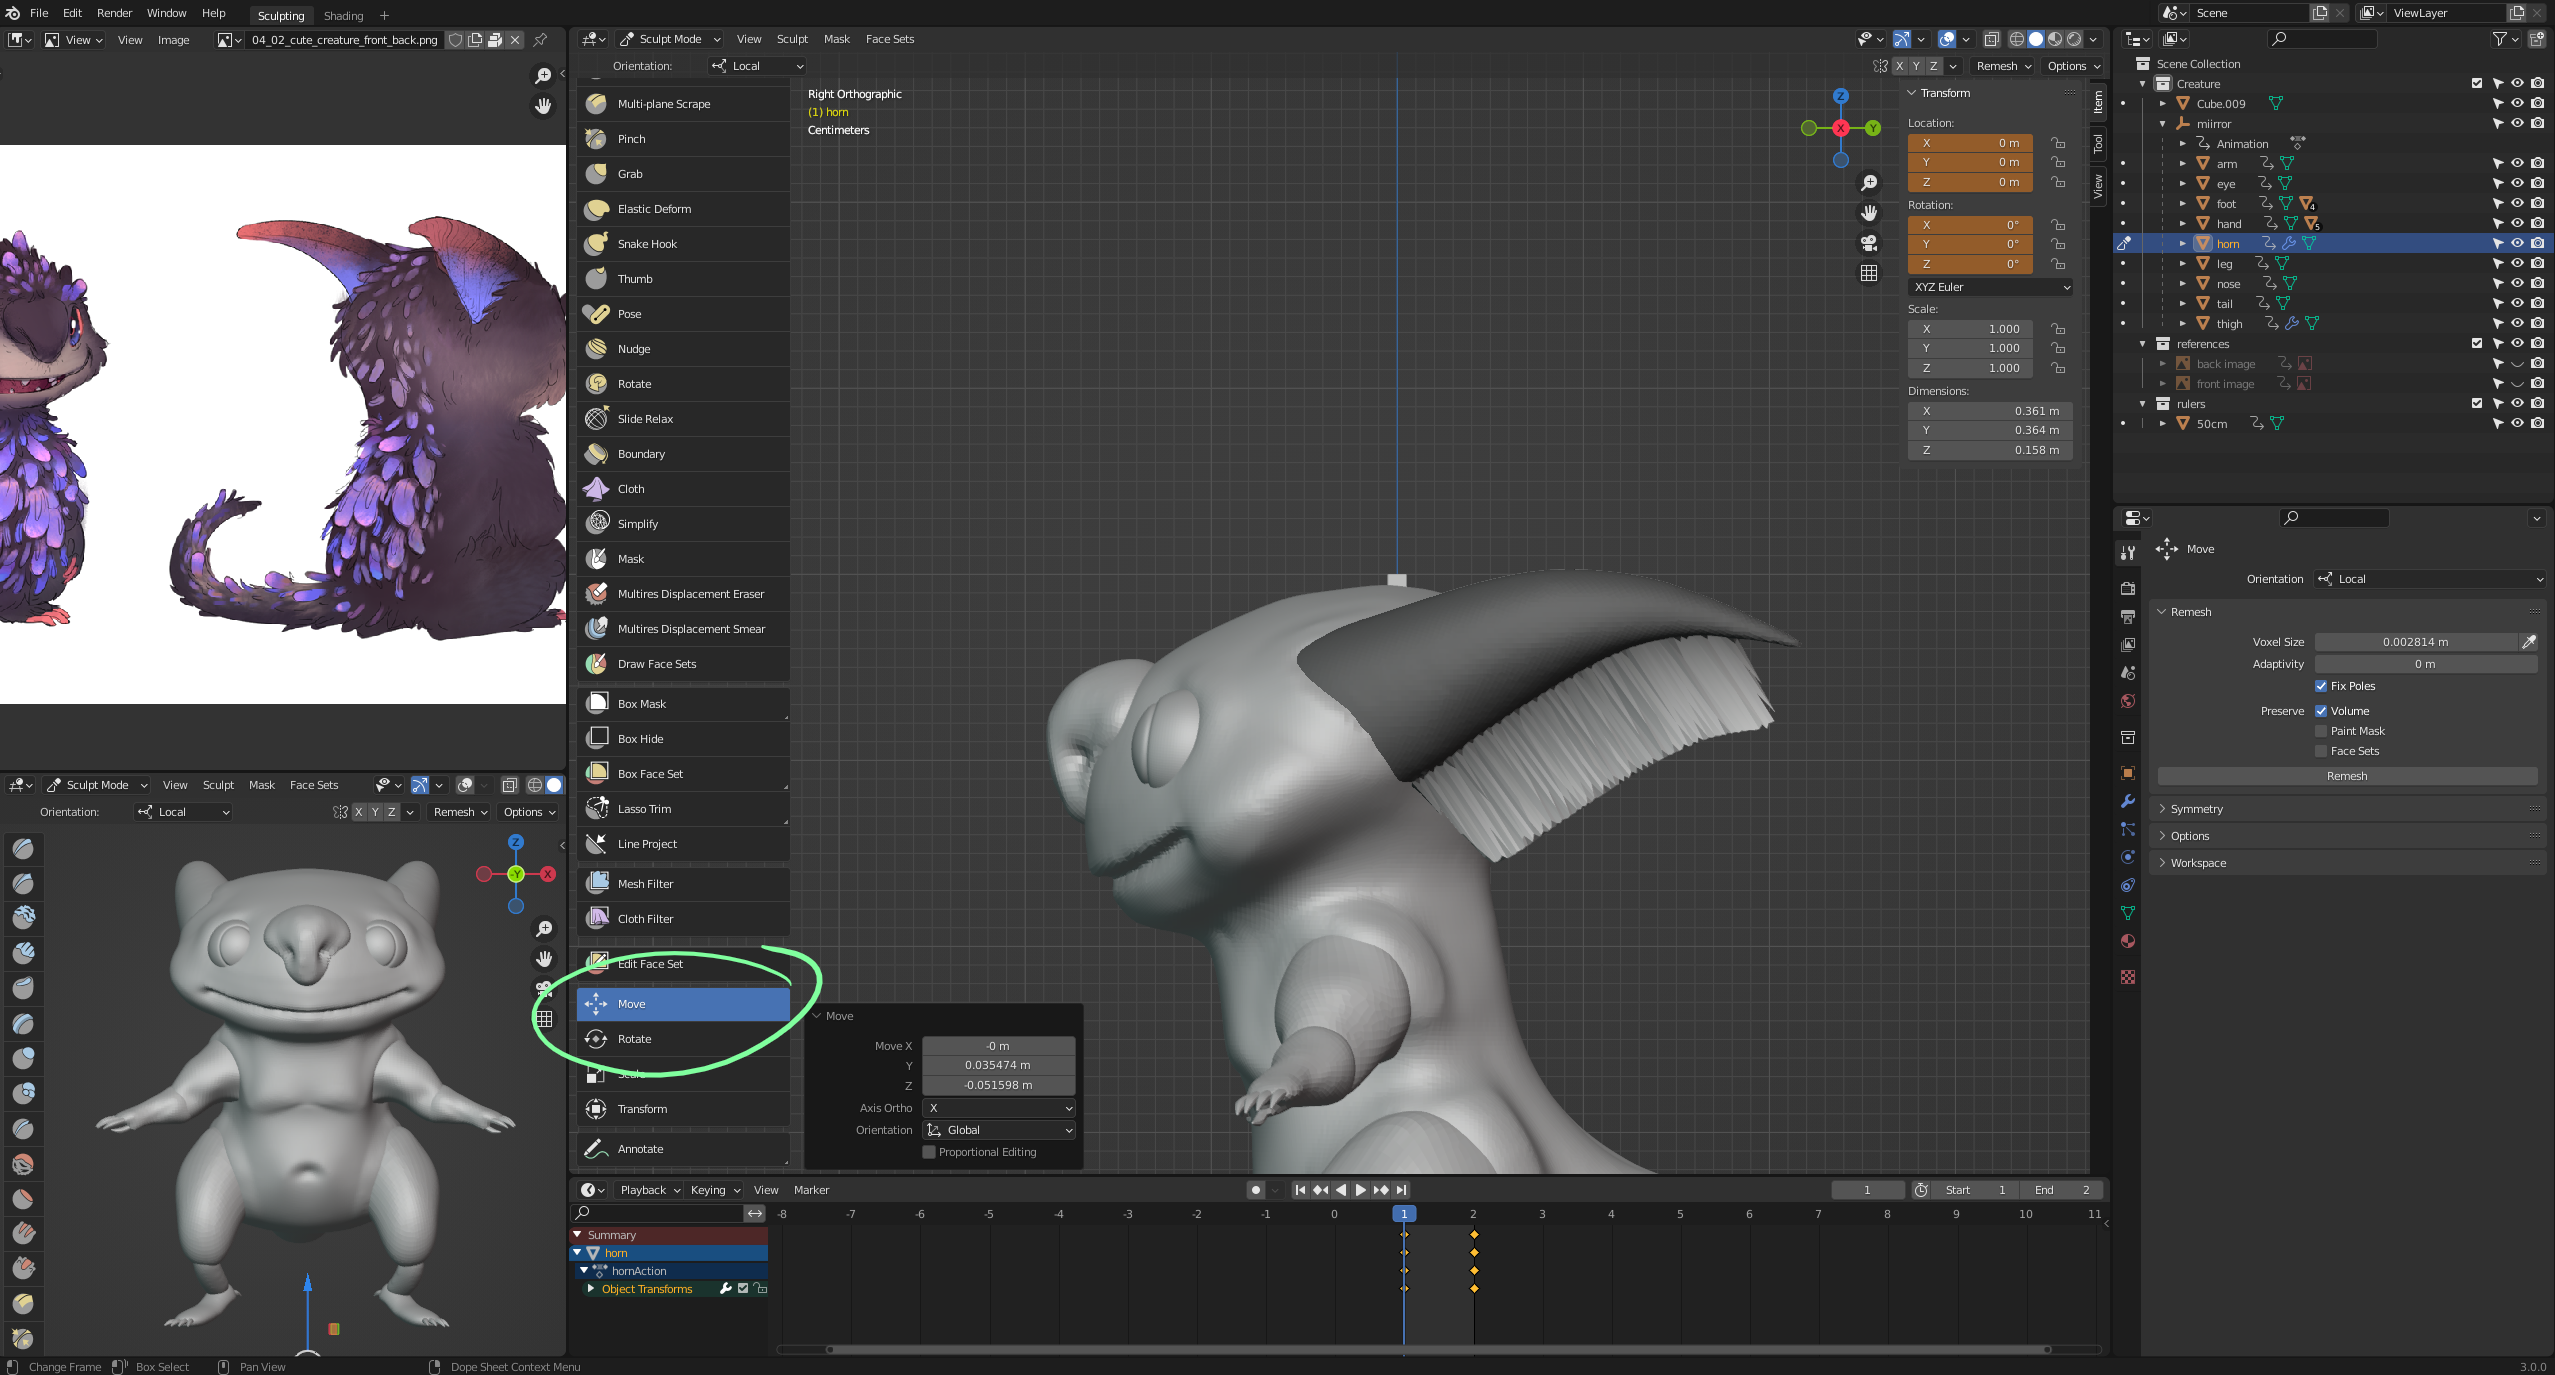 File Edit Render Window Help Sculpting Shading + Scene ViewLayer
View View Image 04_02_cute_creature_front_back.png
Sculpt Mode View Sculpt Mask Face Sets
Orientation: Local X Y Z Remesh Options
Multi-plane Scrape
Pinch
Grab
Elastic Deform
Snake Hook
Thumb
Pose
Nudge
Rotate
Slide Relax
Boundary
Cloth
Simplify
Mask
Multires Displacement Eraser
Multires Displacement Smear
Draw Face Sets
Box Mask
Box Hide
Box Face Set
Lasso Trim
Line Project
Mesh Filter
Cloth Filter
Edit Face Set
Move
Rotate
Scale
Transform
Annotate
Right Orthographic
(1) horn
Centimeters
Z
X Y
Transform
Location:
X 0 m
Y 0 m
Z 0 m
Rotation:
X 0°
Y 0°
Z 0°
XYZ Euler
Scale:
X 1.000
Y 1.000
Z 1.000
Dimensions:
X 0.361 m
Y 0.364 m
Z 0.158 m
Item
Tool
View
Scene Collection
Creature
Cube.009
miirror
Animation
arm
eye
foot 4
hand 5
horn
leg
nose
tail
thigh
references
back image
front image
rulers
50cm
Move
Orientation Local
Remesh
Voxel Size 0.002814 m
Adaptivity 0 m
Fix Poles
Preserve Volume
Paint Mask
Face Sets
Remesh
Symmetry
Options
Workspace
Sculpt Mode View Sculpt Mask Face Sets
Orientation: Local X Y Z Remesh Options
Z
-Y X
Move
Move X -0 m
Y 0.035474 m
Z -0.051598 m
Axis Ortho X
Orientation Global
Proportional Editing
Playback Keying View Marker 1 Start 1 End 2
-8 -7 -6 -5 -4 -3 -2 -1 0 1 2 3 4 5 6 7 8 9 10 11
Summary
horn
hornAction
Object Transforms
Change Frame Box Select Pan View Dope Sheet Context Menu 3.0.0